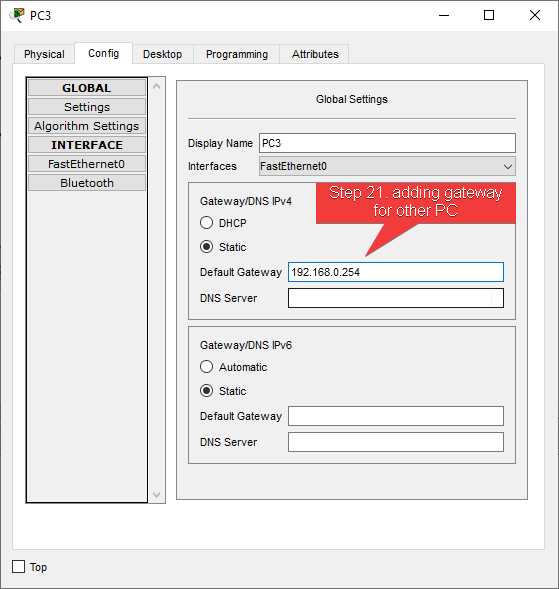 PC3
Physical Config Desktop Programming Attributes
GLOBAL
Settings
Algorithm Settings
INTERFACE
FastEthernet0
Bluetooth
Global Settings
Display Name PC3
Interfaces FastEthernet0
Gateway/DNS IPv4
Step 21. adding gateway
for other PC
DHCP
Static
Default Gateway 192.168.0.254
DNS Server
Gateway/DNS IPv6
Automatic
Static
Default Gateway
DNS Server
Top